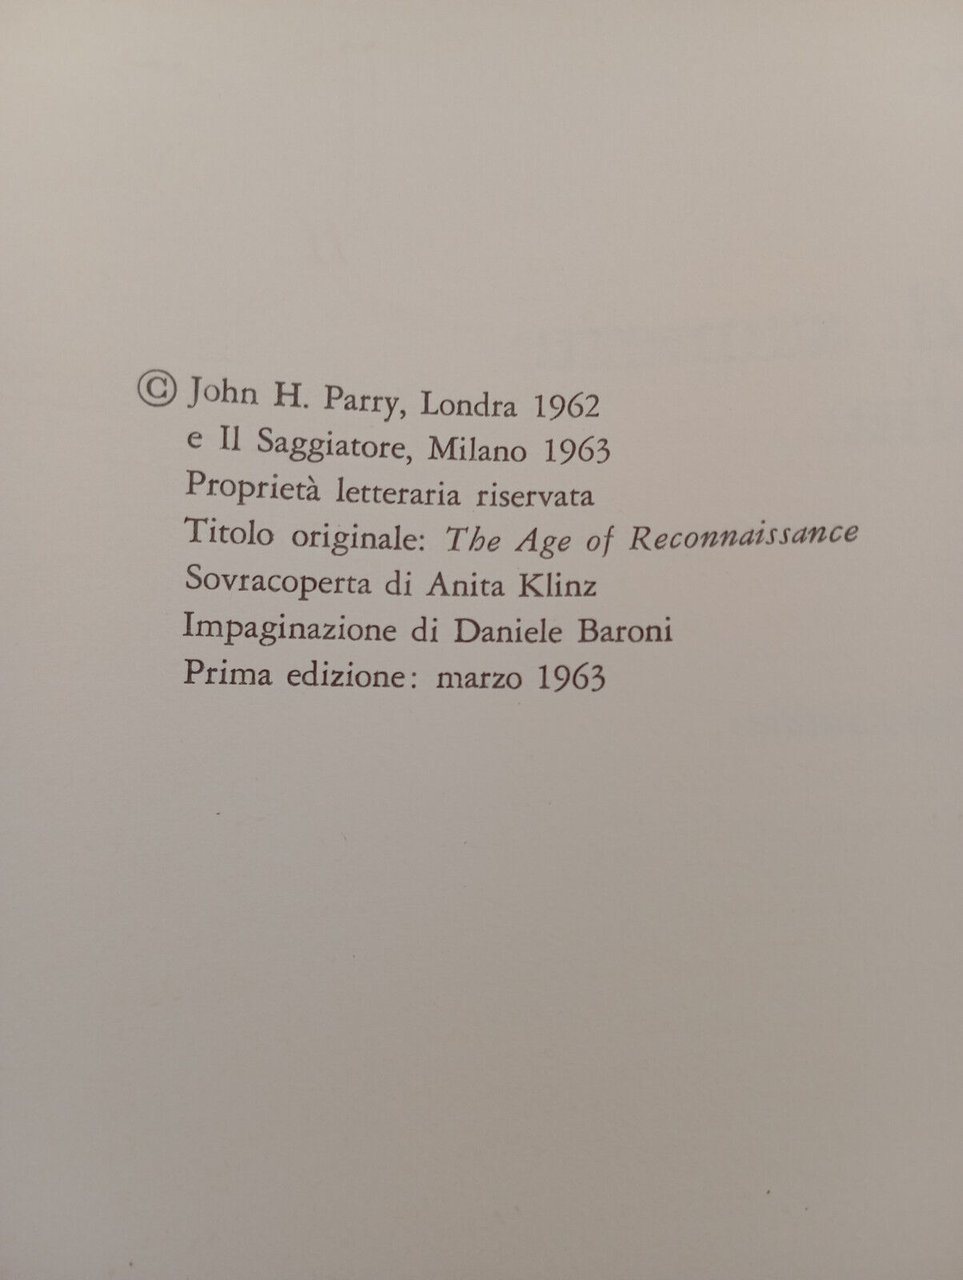 © John H. Parry, Londra 1962
e Il Saggiatore, Milano 1963
Proprietà letteraria riservata
Titolo originale: The Age of Reconnaissance
Sovracoperta di Anita Klinz
Impaginazione di Daniele Baroni
Prima edizione: marzo 1963